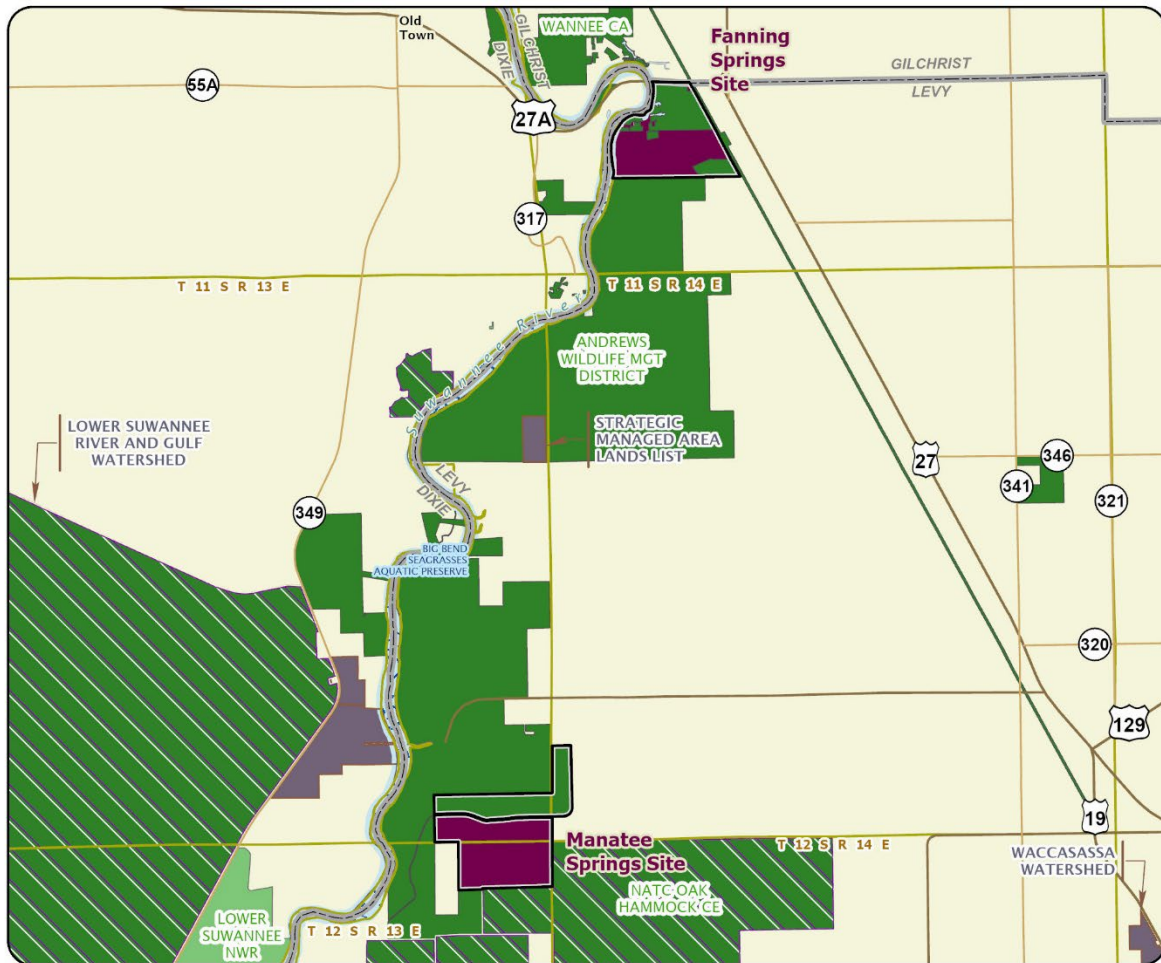 Old
Town
WANNEE CA
GILCHRIST
DIXIE
Fanning
Springs
Site
GILCHRIST
LEVY
55A
27A
317
T 11 S R 13 E
T 11 S R 14 E
Suwannee River
ANDREWS
WILDLIFE MGT
DISTRICT
LOWER SUWANNEE
RIVER AND GULF
WATERSHED
STRATEGIC
MANAGED AREA
LANDS LIST
27
346
341
321
LEVY
DIXIE
349
BIG BEND
SEAGRASSES
AQUATIC PRESERVE
320
129
19
Manatee
Springs Site
T 12 S R 14 E
WACCASASSA
WATERSHED
NATC-OAK
HAMMOCK CE
LOWER
SUWANNEE
NWR
T 12 S R 13 E